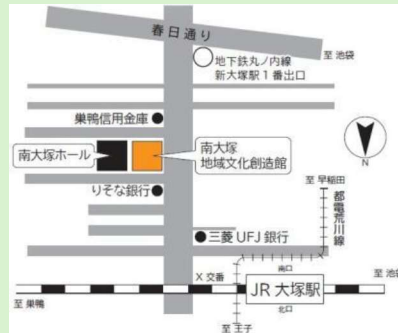 春日通り
至 池袋
地下鉄丸ノ内線
新大塚駅1番出口
巣鴨信用金庫
南大塚ホール
南大塚
地域文化創造館
N
りそな銀行
至 早稲田
都電荒川線
三菱UFJ銀行
X 交番
南口
至 池袋
JR 大塚駅
至 巣鴨
北口
至 王子